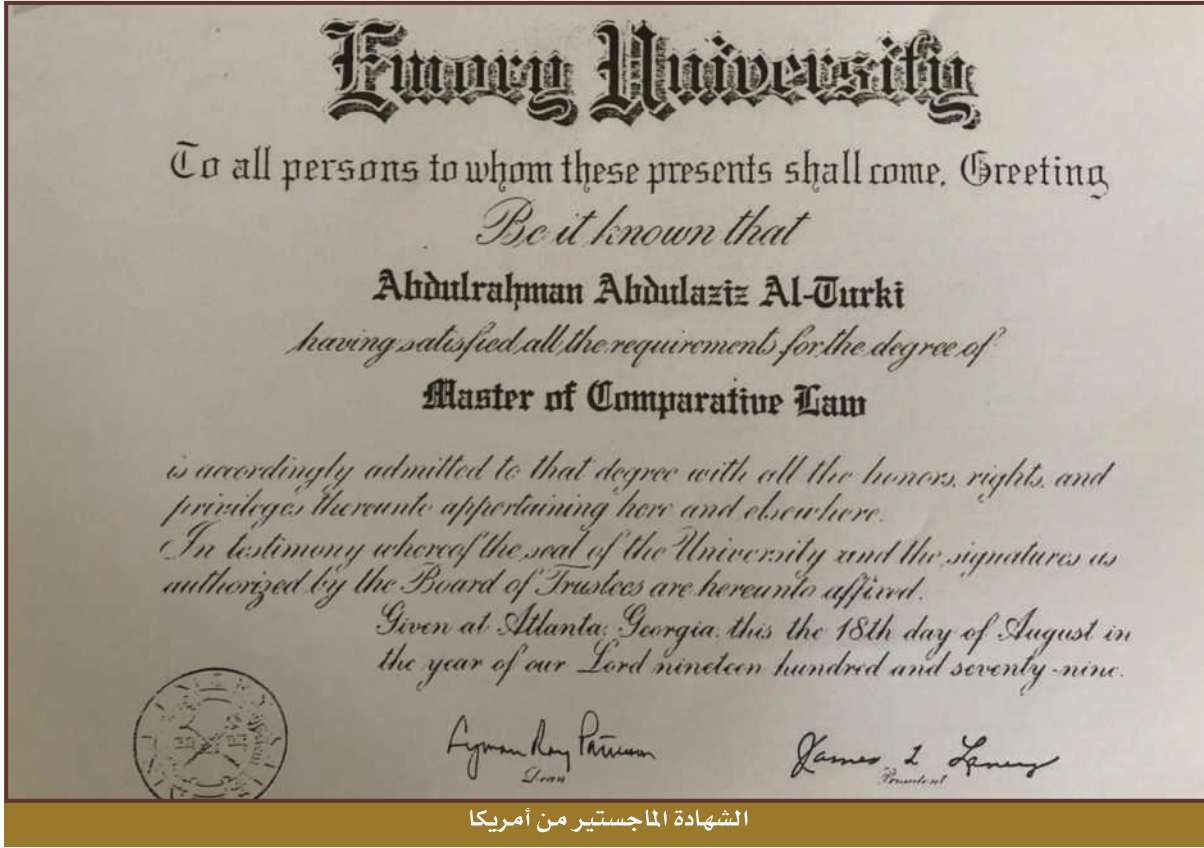 Emory University
To all persons to whom these presents shall come, Greeting
Be it known that
Abdulrahman Abdulaziz Al-Turki
having satisfied all the requirements for the degree of
Master of Comparative Law
is accordingly admitted to that degree with all the honors, rights, and
privileges thereunto appertaining here and elsewhere.
In testimony whereof the seal of the University and the signatures as
authorized by the Board of Trustees are hereunto affixed.
Given at Atlanta, Georgia, this the 18th day of August in
the year of our Lord nineteen hundred and seventy-nine.
Lyman Ray Patterson
Dean
James T Laney
President
الشهادة الماجستير من أمريكا